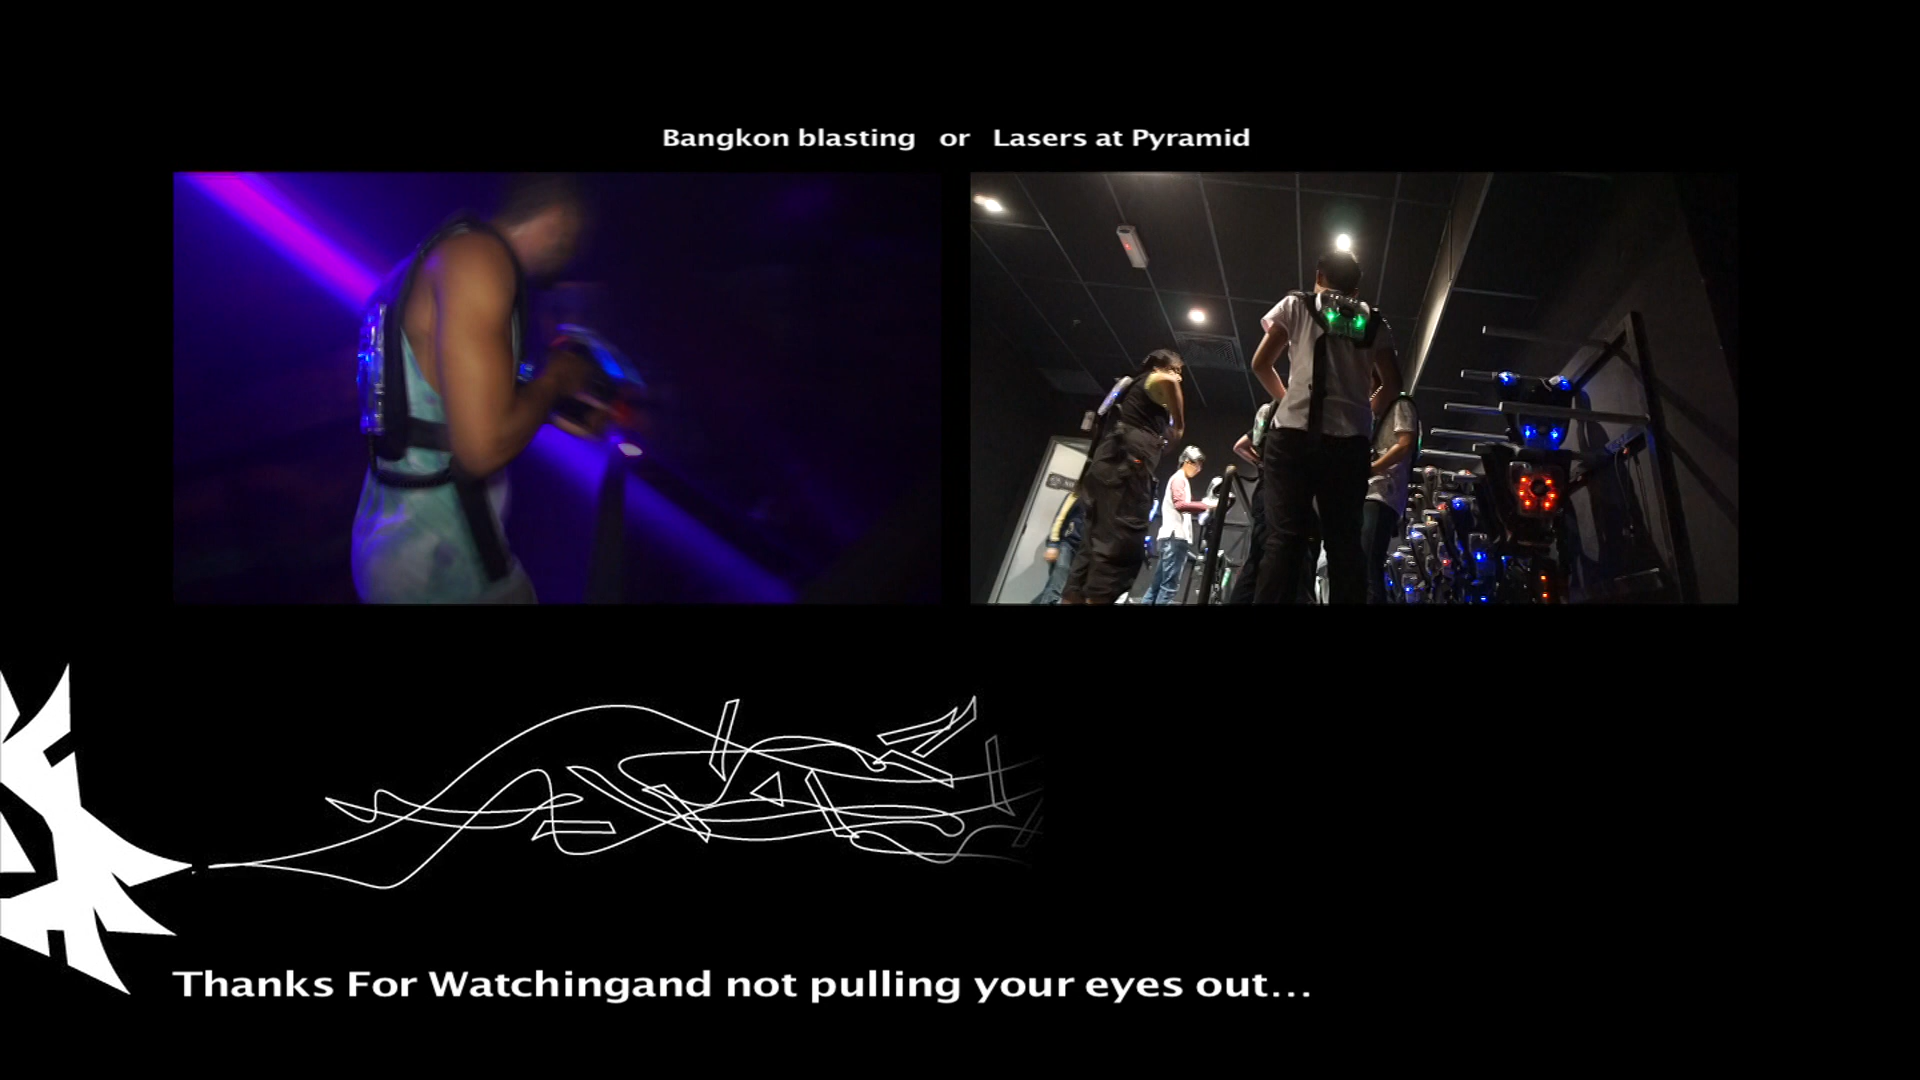 Bangkon blasting or Lasers at Pyramid
Thanks For Watchingand not pulling your eyes out...